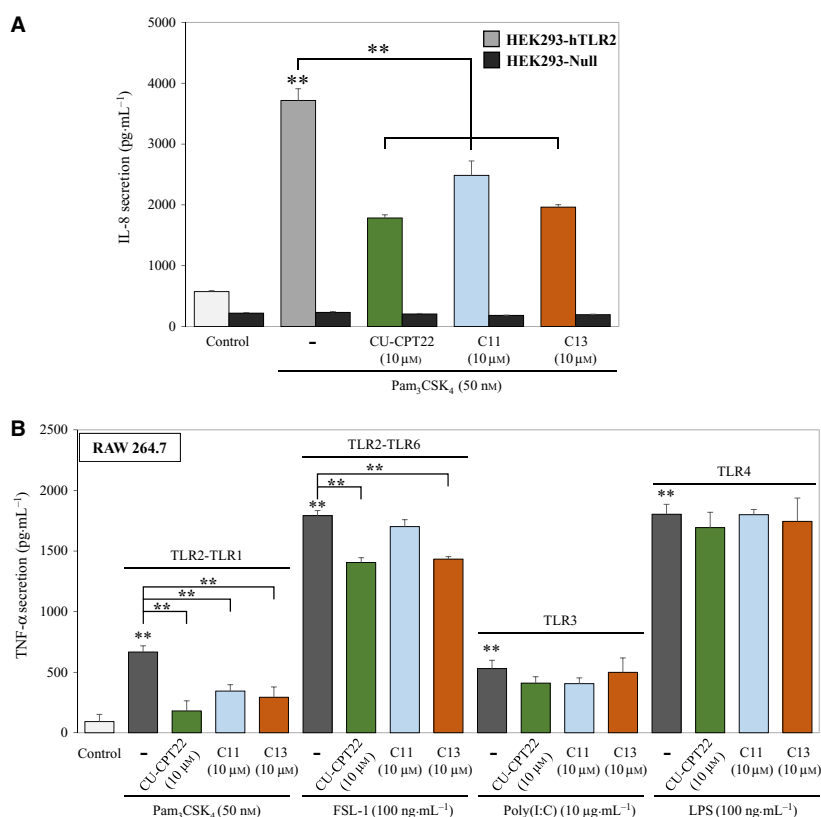 A
5000
4000
3000
2000
1000
0
IL-8 secretion (pg·mL⁻¹)
HEK293-hTLR2
HEK293-Null
**
**
Control
-
CU-CPT22
(10 μM)
C11
(10 μM)
C13
(10 μM)
Pam₃CSK₄ (50 nM)
B
2500
2000
1500
1000
500
0
TNF-α secretion (pg·mL⁻¹)
RAW 264.7
TLR2-TLR1
**
**
**
**
TLR2-TLR6
**
**
**
TLR3
**
TLR4
**
Control
-
CU-CPT22
(10 μM)
C11
(10 μM)
C13
(10 μM)
Pam₃CSK₄ (50 nM)
-
CU-CPT22
(10 μM)
C11
(10 μM)
C13
(10 μM)
FSL-1 (100 ng·mL⁻¹)
-
CU-CPT22
(10 μM)
C11
(10 μM)
C13
(10 μM)
Poly(I:C) (10 μg·mL⁻¹)
-
CU-CPT22
(10 μM)
C11
(10 μM)
C13
(10 μM)
LPS (100 ng·mL⁻¹)